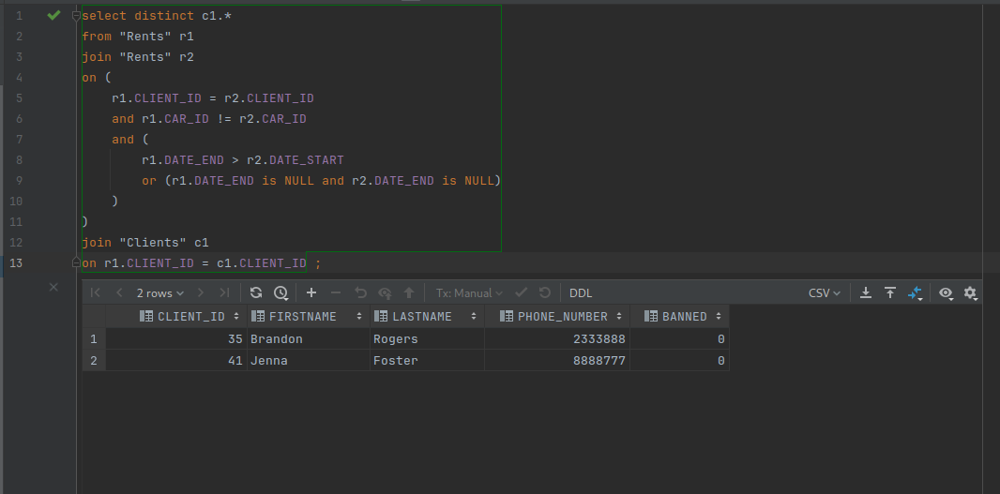 1 select distinct c1.*
2 from "Rents" r1
3 join "Rents" r2
4 on (
5 r1.CLIENT_ID = r2.CLIENT_ID
6 and r1.CAR_ID != r2.CAR_ID
7 and (
8 r1.DATE_END > r2.DATE_START
9 or (r1.DATE_END is NULL and r2.DATE_END is NULL)
10 )
11 )
12 join "Clients" c1
13 on r1.CLIENT_ID = c1.CLIENT_ID ;
2 rows Tx: Manual DDL CSV
CLIENT_ID FIRSTNAME LASTNAME PHONE_NUMBER BANNED
1 35 Brandon Rogers 2333888 0
2 41 Jenna Foster 8888777 0